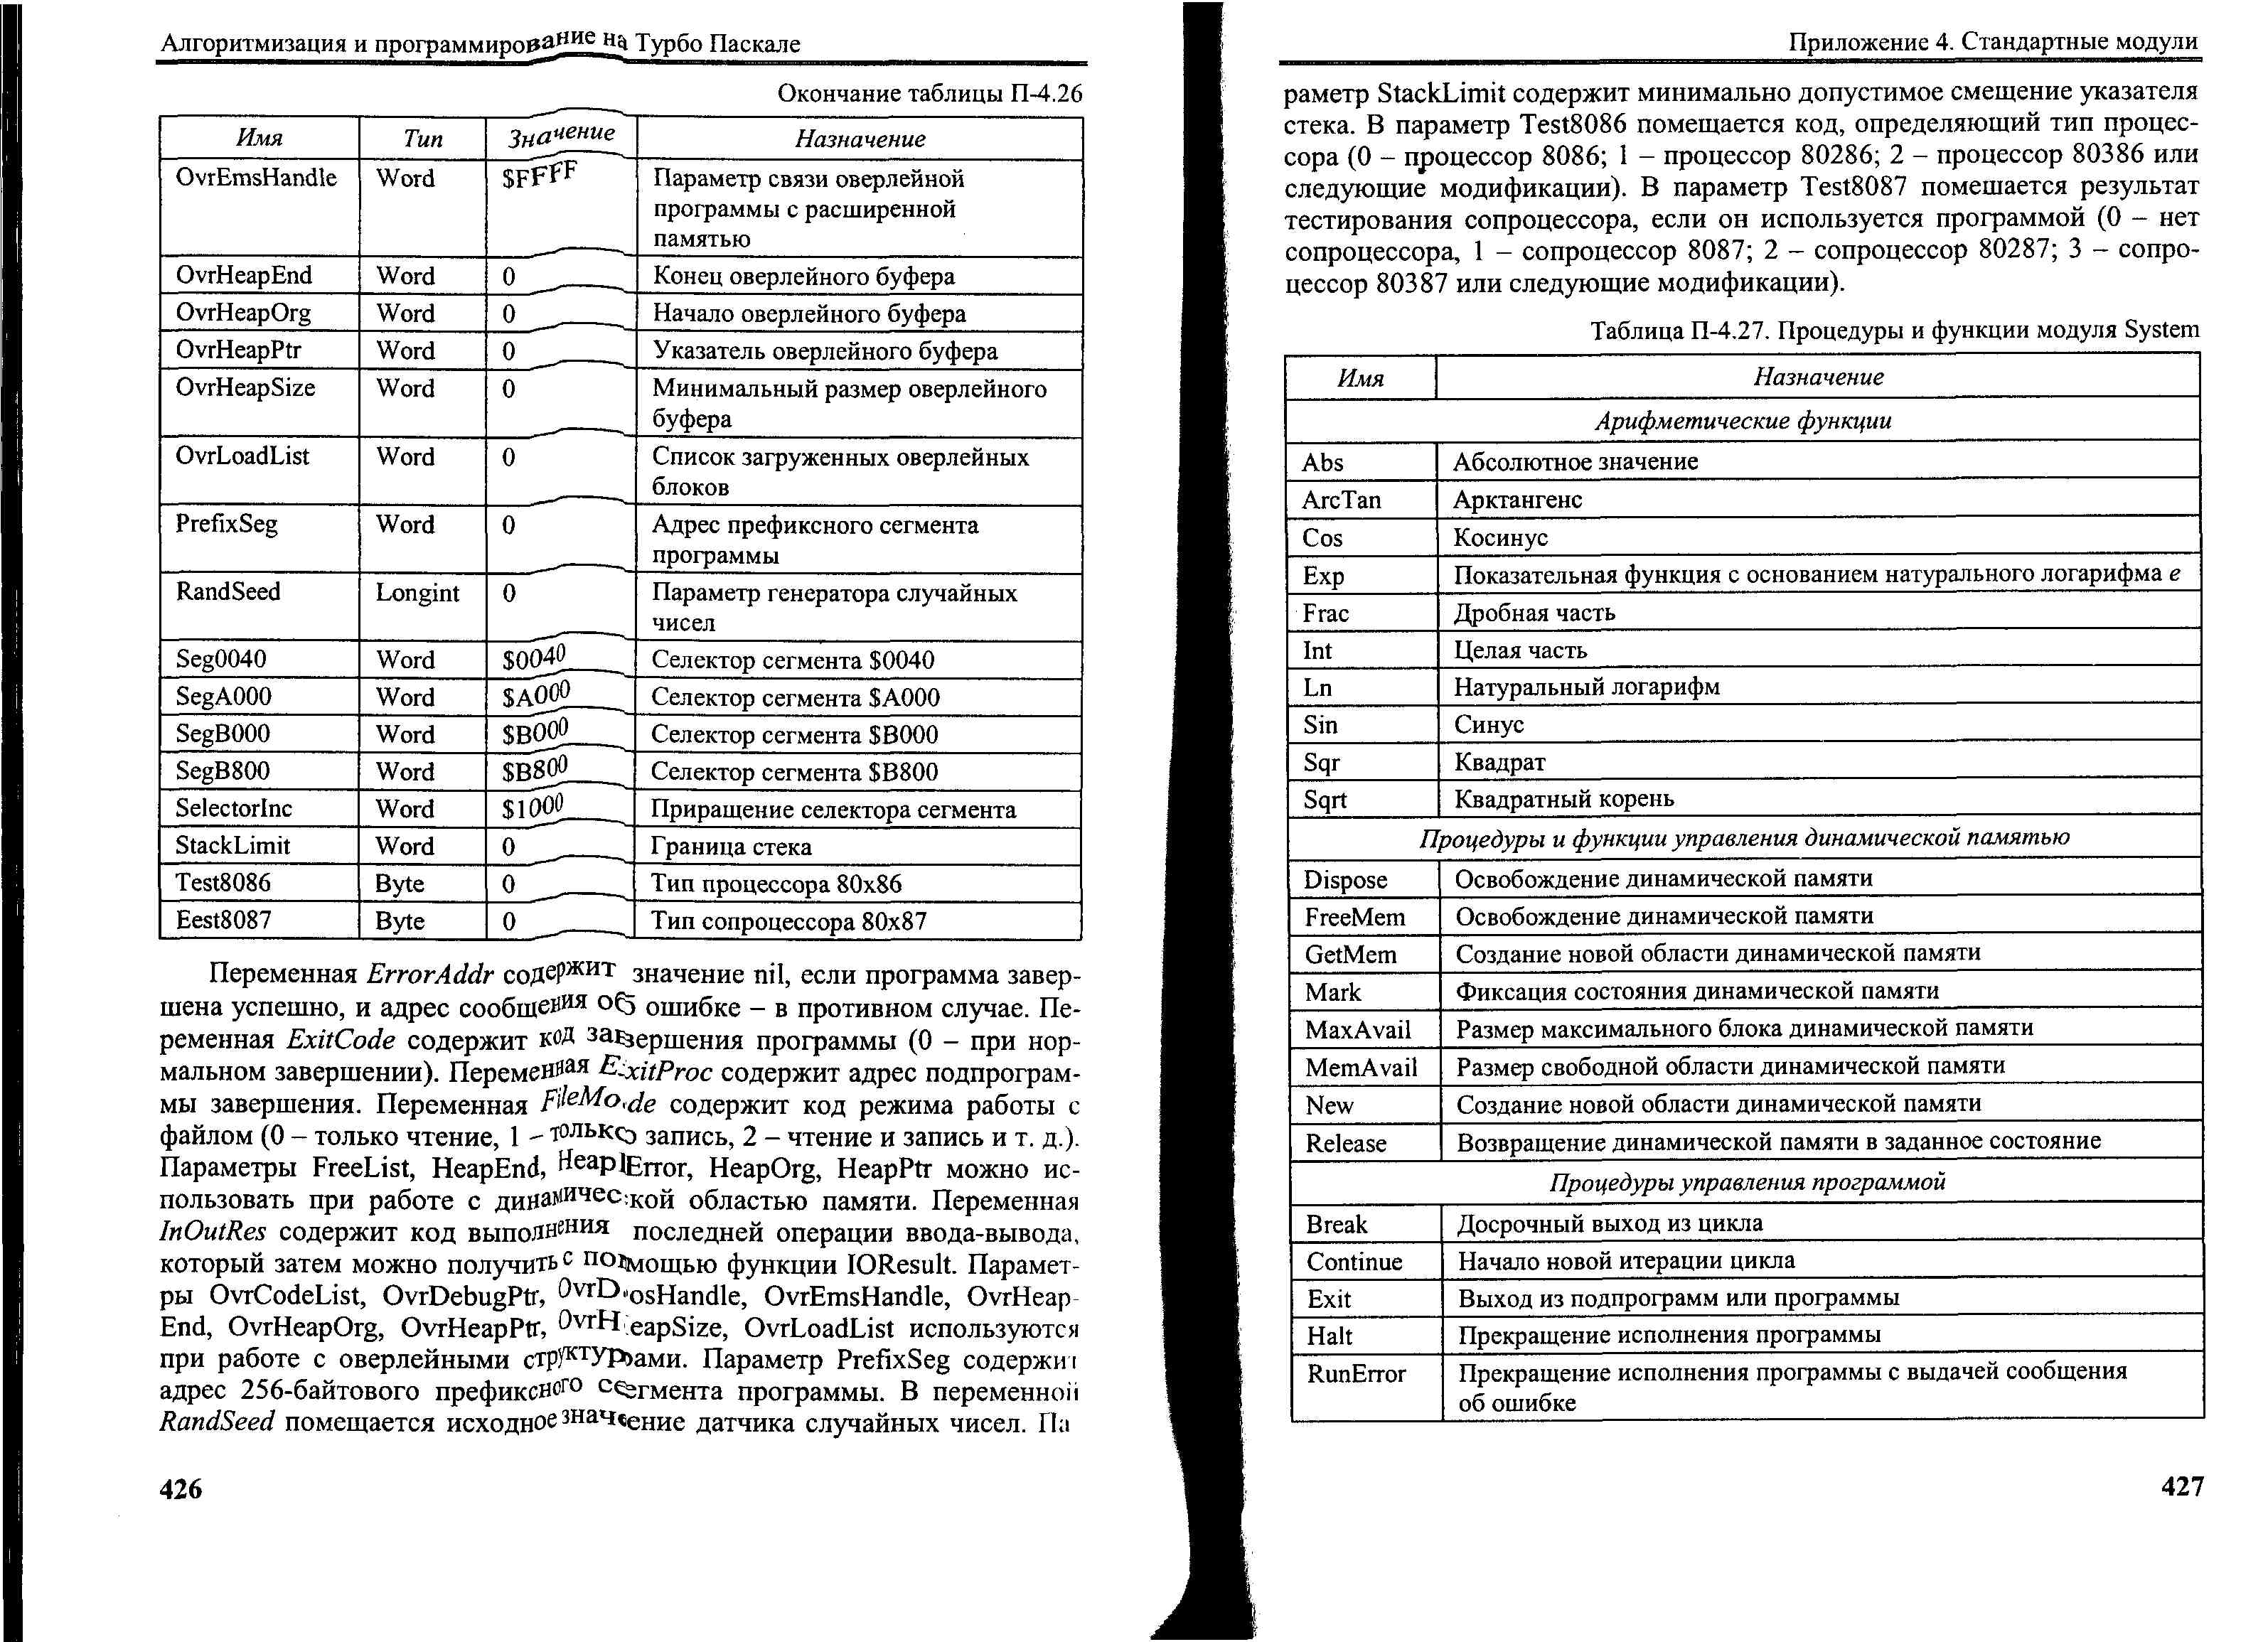 Алгоритмизация и программирование на Турбо Паскале
Окончание таблицы П-4.26
Имя Тип Значение Назначение
OvrEmsHandle Word $FFFF Параметр связи оверлейной
программы с расширенной
памятью
OvrHeapEnd Word 0 Конец оверлейного буфера
OvrHeapOrg Word 0 Начало оверлейного буфера
OvrHeapPtr Word 0 Указатель оверлейного буфера
OvrHeapSize Word 0 Минимальный размер оверлейного
буфера
OvrLoadList Word 0 Список загруженных оверлейных
блоков
PrefixSeg Word 0 Адрес префиксного сегмента
программы
RandSeed Longint 0 Параметр генератора случайных
чисел
Seg0040 Word $0040 Селектор сегмента $0040
SegA000 Word $A000 Селектор сегмента $A000
SegB000 Word $B000 Селектор сегмента $B000
SegB800 Word $B800 Селектор сегмента $B800
SelectorInc Word $1000 Приращение селектора сегмента
StackLimit Word 0 Граница стека
Test8086 Byte 0 Тип процессора 80x86
Eest8087 Byte 0 Тип сопроцессора 80x87
Переменная ErrorAddr содержит значение nil, если программа завер-
шена успешно, и адрес сообщения об ошибке – в противном случае. Пе-
ременная ExitCode содержит код завершения программы (0 – при нор-
мальном завершении). Переменная ExitProc содержит адрес подпрограм-
мы завершения. Переменная FileMode содержит код режима работы с
файлом (0 – только чтение, 1 – только запись, 2 – чтение и запись и т. д.).
Параметры FreeList, HeapEnd, HeapError, HeapOrg, HeapPtr можно ис-
пользовать при работе с динамической областью памяти. Переменная
InOutRes содержит код выполнения последней операции ввода-вывода,
который затем можно получить с помощью функции IOResult. Парамет-
ры OvrCodeList, OvrDebugPtr, OvrDosHandle, OvrEmsHandle, OvrHeap-
End, OvrHeapOrg, OvrHeapPtr, OvrHeapSize, OvrLoadList используются
при работе с оверлейными структурами. Параметр PrefixSeg содержит
адрес 256-байтового префиксного сегмента программы. В переменной
RandSeed помещается исходное значение датчика случайных чисел. Па
426
Приложение 4. Стандартные модули
раметр StackLimit содержит минимально допустимое смещение указателя
стека. В параметр Test8086 помещается код, определяющий тип процес-
сора (0 – процессор 8086; 1 – процессор 80286; 2 – процессор 80386 или
следующие модификации). В параметр Test8087 помешается результат
тестирования сопроцессора, если он используется программой (0 – нет
сопроцессора, 1 – сопроцессор 8087; 2 – сопроцессор 80287; 3 – сопро-
цессор 80387 или следующие модификации).
Таблица П-4.27. Процедуры и функции модуля System
Имя Назначение
Арифметические функции
Abs Абсолютное значение
ArcTan Арктангенс
Cos Косинус
Exp Показательная функция с основанием натурального логарифма e
Frac Дробная часть
Int Целая часть
Ln Натуральный логарифм
Sin Синус
Sqr Квадрат
Sqrt Квадратный корень
Процедуры и функции управления динамической памятью
Dispose Освобождение динамической памяти
FreeMem Освобождение динамической памяти
GetMem Создание новой области динамической памяти
Mark Фиксация состояния динамической памяти
MaxAvail Размер максимального блока динамической памяти
MemAvail Размер свободной области динамической памяти
New Создание новой области динамической памяти
Release Возвращение динамической памяти в заданное состояние
Процедуры управления программой
Break Досрочный выход из цикла
Continue Начало новой итерации цикла
Exit Выход из подпрограмм или программы
Halt Прекращение исполнения программы
RunError Прекращение исполнения программы с выдачей сообщения
об ошибке
427